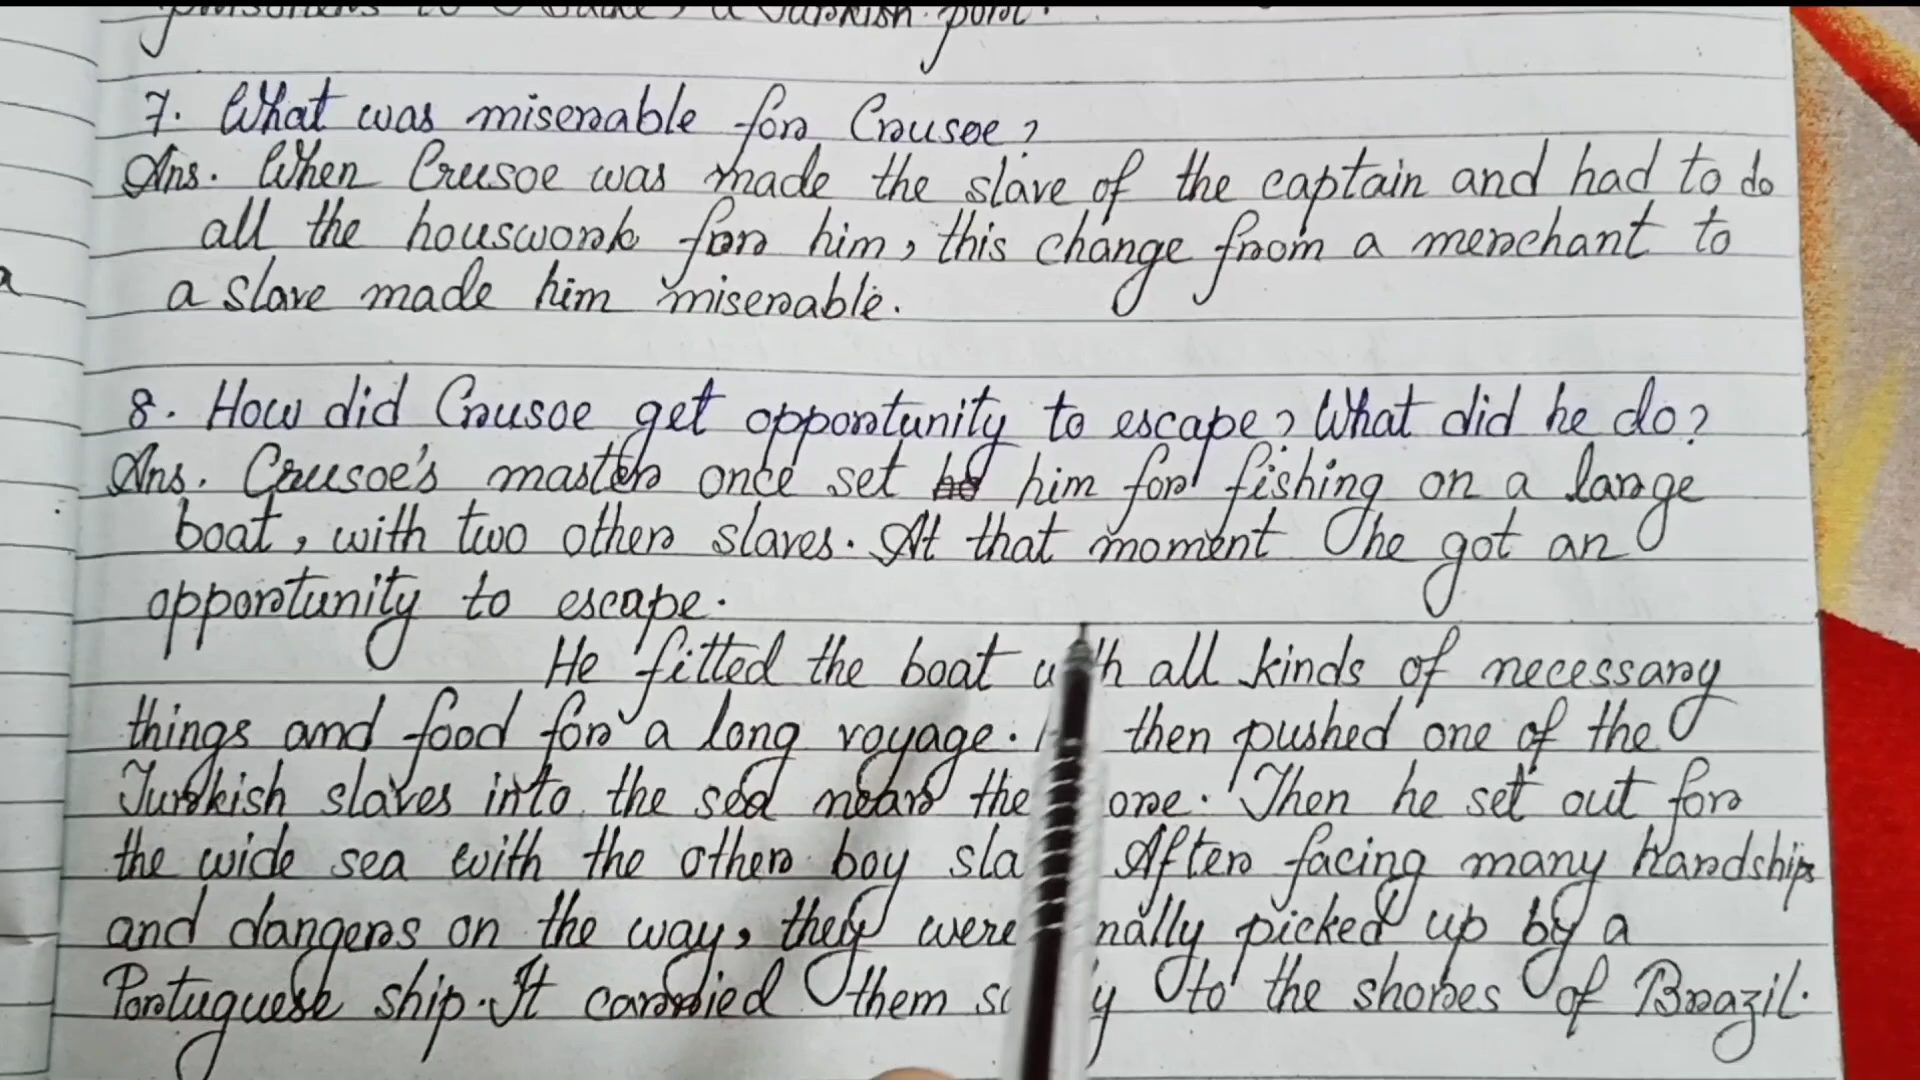 a Turkish port.
7. What was miserable for Crusoe?
Ans. When Crusoe was made the slave of the captain and had to do
all the houswork for him, this change from a merchant to
a slave made him miserable.
8. How did Crusoe get opportunity to escape? What did he do?
Ans. Crusoe's master once set him for fishing on a large
boat, with two other slaves. At that moment he got an
opportunity to escape.
He fitted the boat with all kinds of necessary
things and food for a long voyage. then pushed one of the
Turkish slaves into the sea near the Then he set out for
the wide sea with the other boy After facing many hardships
and dangers on the way, they were picked up by a
Portuguese ship. It carried them to the shores of Brazil.